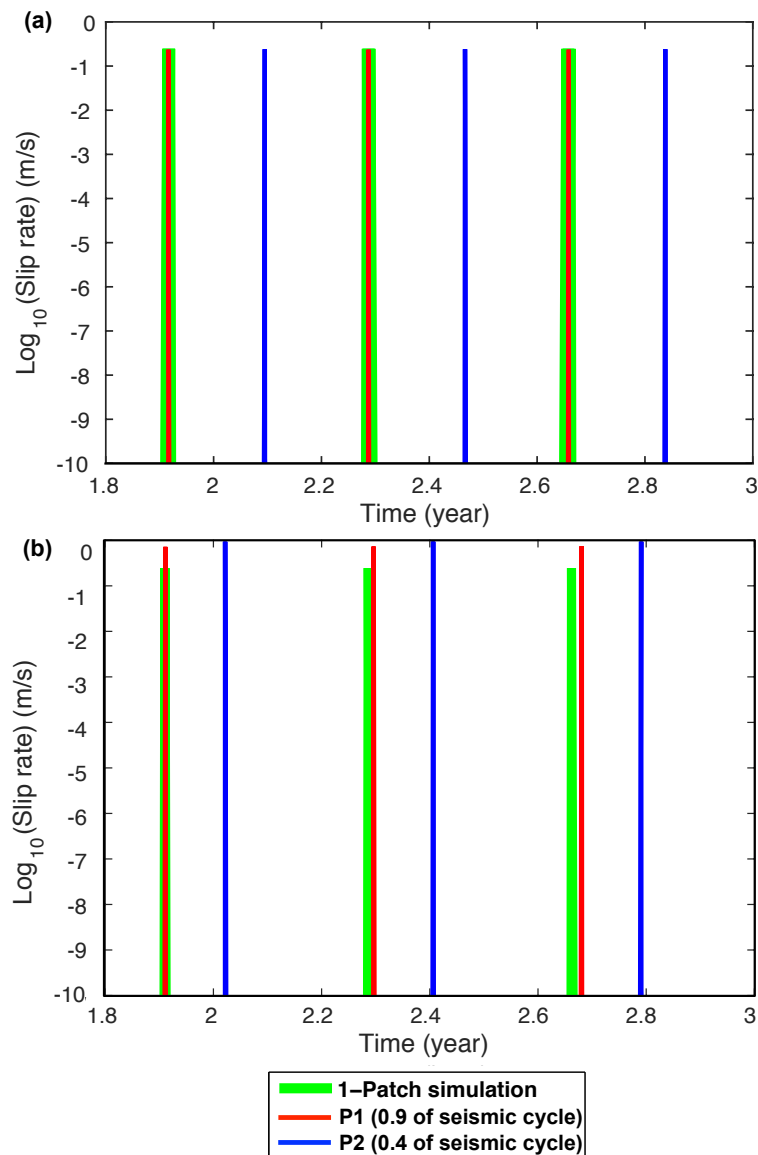 (a)
0
-1
-2
-3
-4
-5
-6
-7
-8
-9
-10
Log10(Slip rate) (m/s)
1.8 2 2.2 2.4 2.6 2.8 3
Time (year)
(b)
0
-1
-2
-3
-4
-5
-6
-7
-8
-9
-10
Log10(Slip rate) (m/s)
1.8 2 2.2 2.4 2.6 2.8 3
Time (year)
1–Patch simulation
P1 (0.9 of seismic cycle)
P2 (0.4 of seismic cycle)